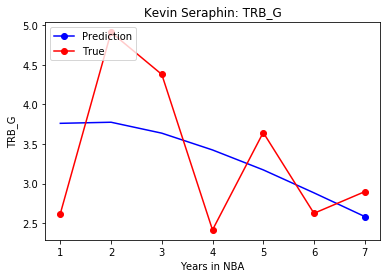 Kevin Seraphin: TRB_G
Prediction
True
5.0
4.5
4.0
3.5
3.0
2.5
TRB_G
1 2 3 4 5 6 7
Years in NBA